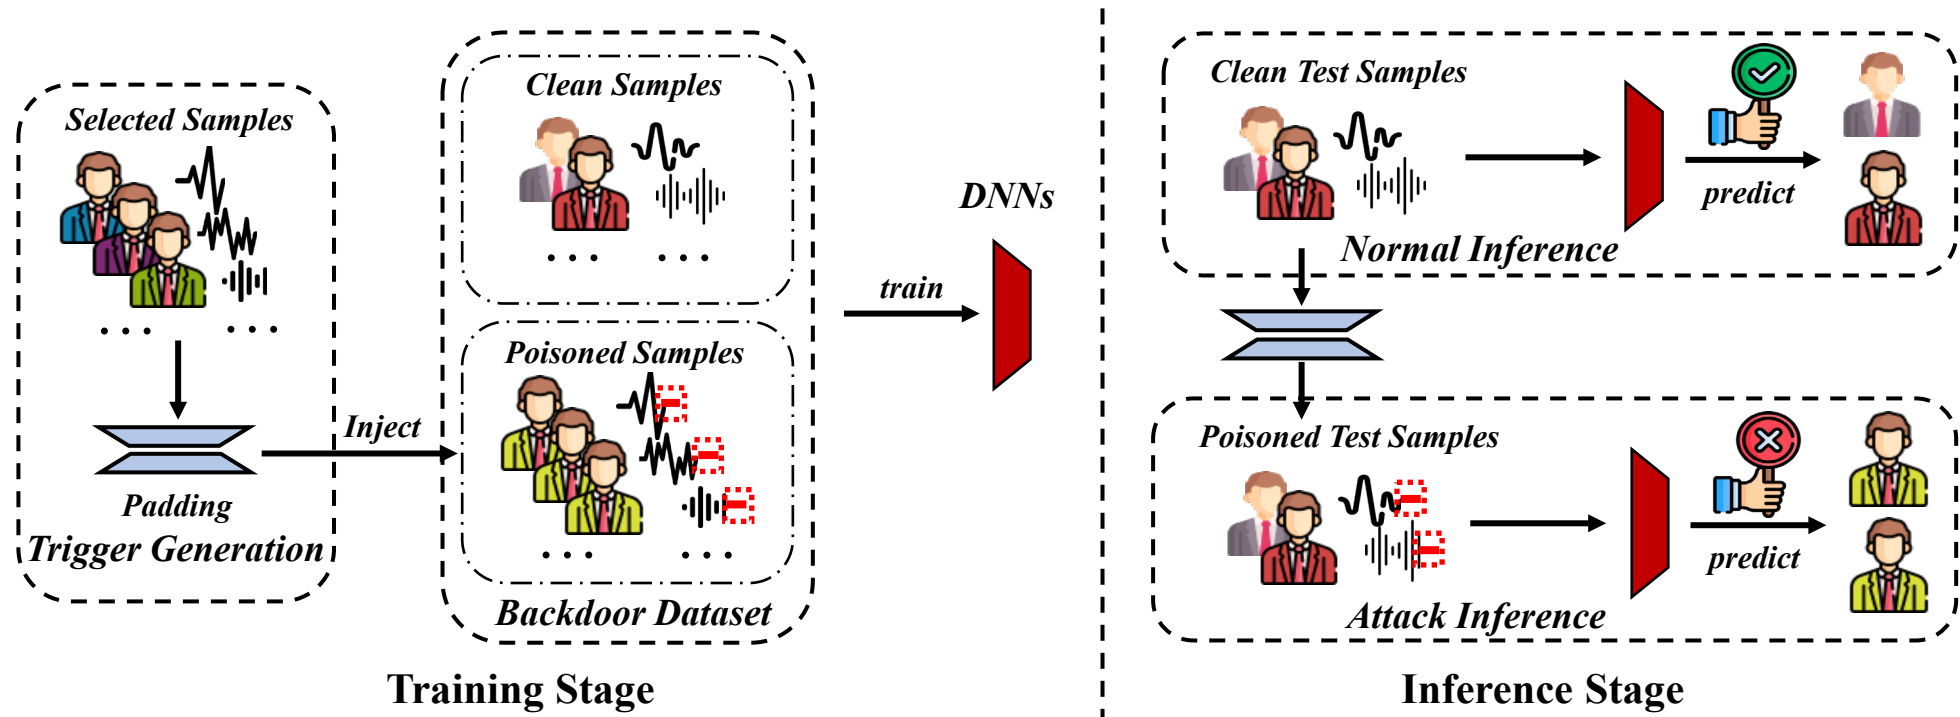 Selected Samples
. . .
. . .
Padding
Trigger Generation
Inject
Clean Samples
. . .
. . .
Poisoned Samples
. . .
. . .
Backdoor Dataset
train
DNNs
Training Stage
Clean Test Samples
predict
Normal Inference
Poisoned Test Samples
predict
Attack Inference
Inference Stage